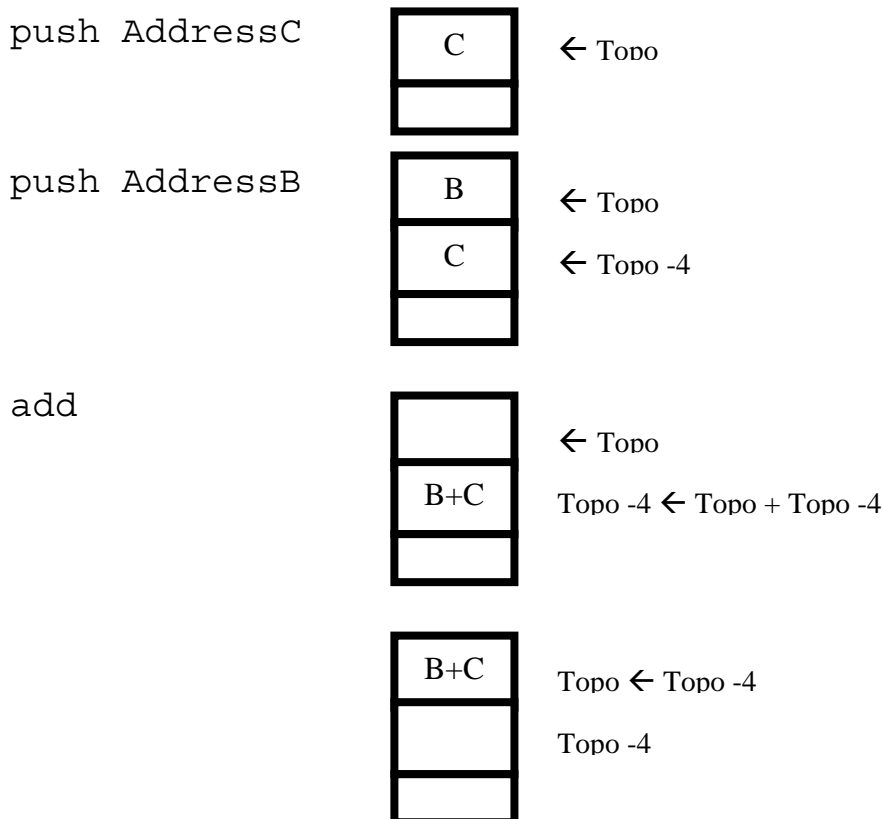 push AddressC
C
← Topo
push AddressB
B
← Topo
C
← Topo -4
add
← Topo
B+C
Topo -4 ← Topo + Topo -4
B+C
Topo ← Topo -4
Topo -4